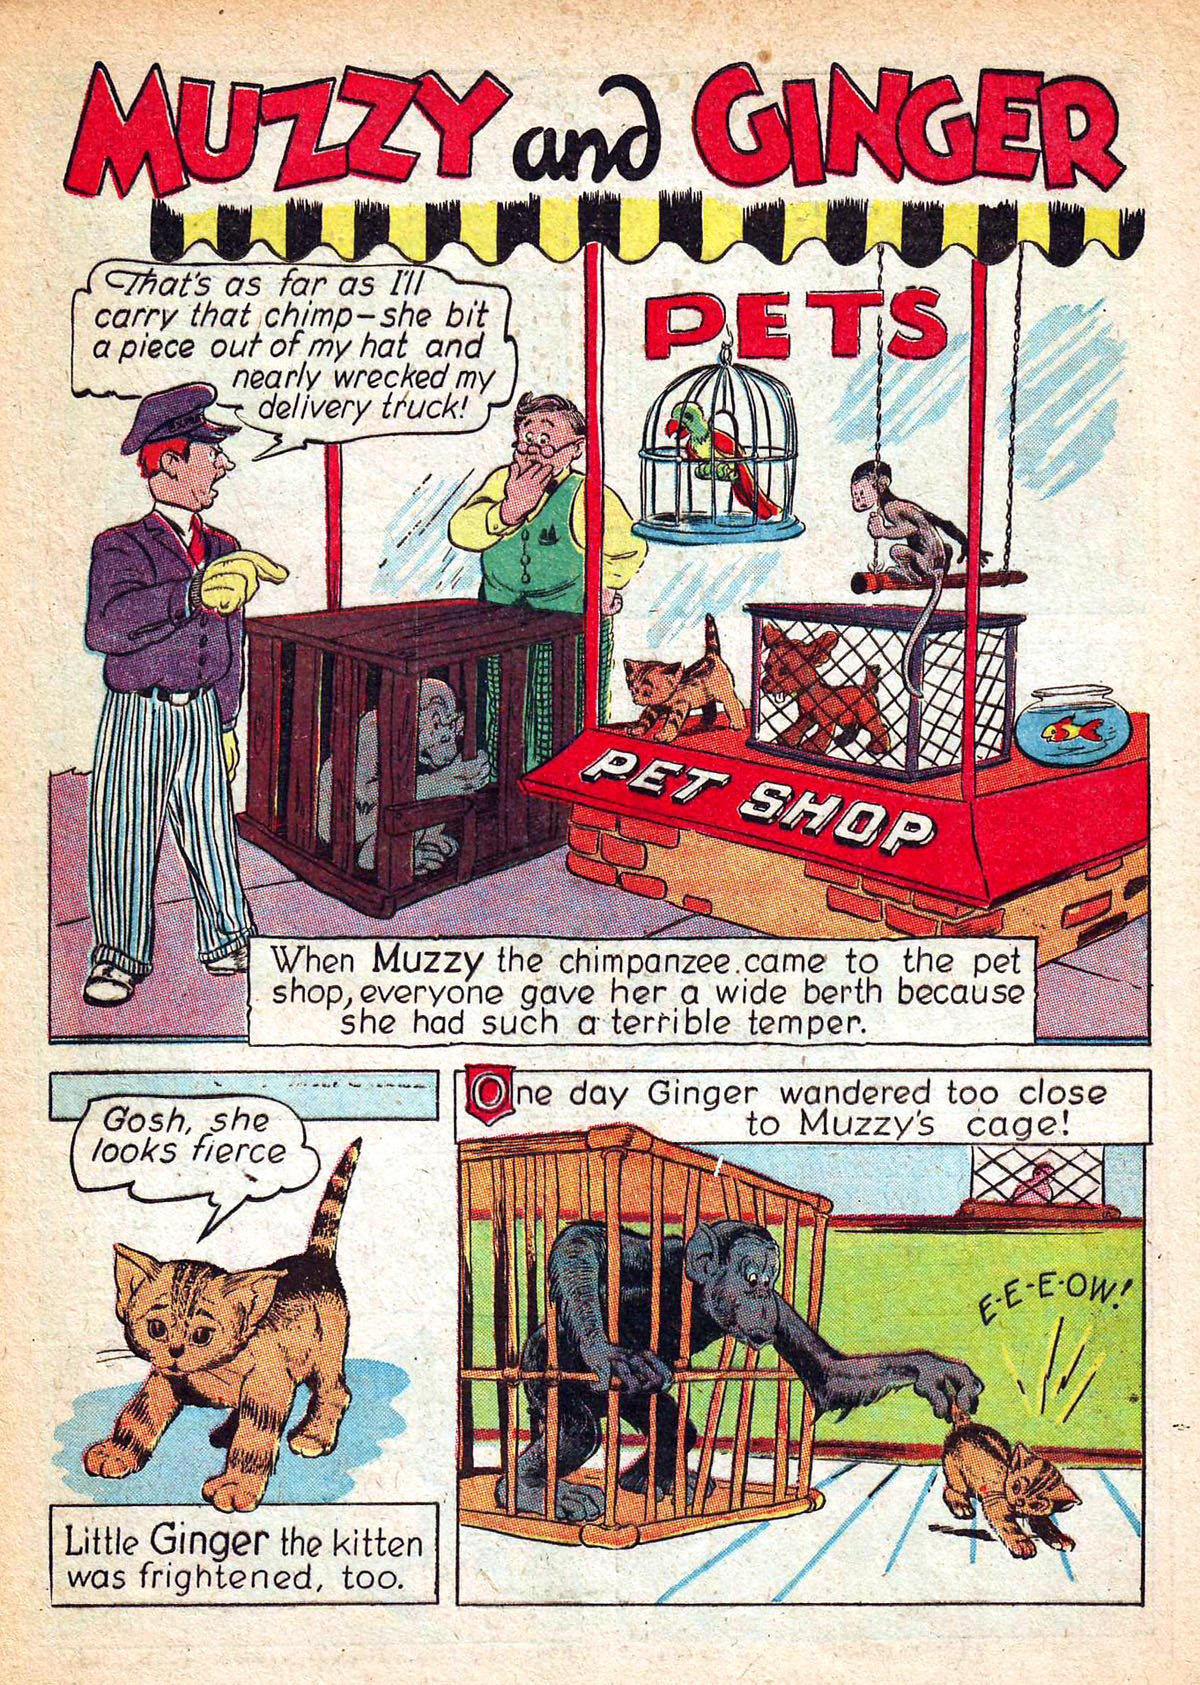 MUZZY and GINGER
That's as far as I'll
carry that chimp-she bit
a piece out of my hat and
nearly wrecked my
delivery truck!
PETS
PET SHOP
When Muzzy the chimpanzee came to the pet
shop, everyone gave her a wide berth because
she had such a terrible temper.
Gosh, she
looks fierce
Little Ginger the kitten
was frightened, too.
One day Ginger wandered too close
to Muzzy's cage!
E-E-E-OW!